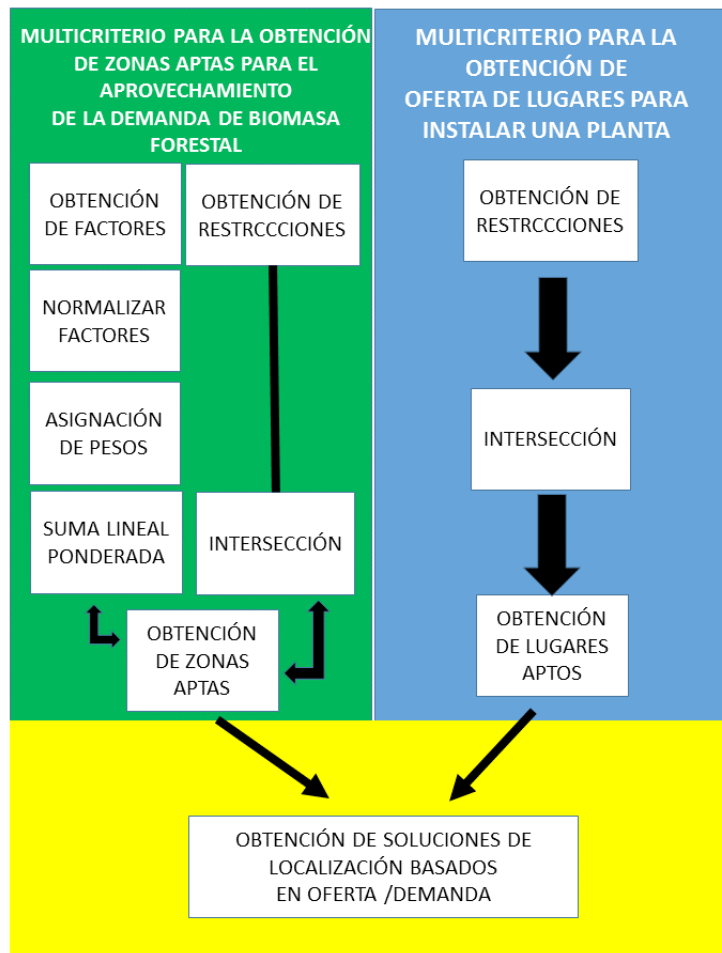 MULTICRITERIO PARA LA OBTENCIÓN
DE ZONAS APTAS PARA EL
APROVECHAMIENTO
DE LA DEMANDA DE BIOMASA
FORESTAL
OBTENCIÓN
DE FACTORES
OBTENCIÓN DE
RESTRCCCIONES
NORMALIZAR
FACTORES
ASIGNACIÓN
DE PESOS
SUMA LINEAL
PONDERADA
INTERSECCIÓN
OBTENCIÓN
DE ZONAS
APTAS
MULTICRITERIO PARA LA
OBTENCIÓN DE
OFERTA DE LUGARES PARA
INSTALAR UNA PLANTA
OBTENCIÓN DE
RESTRCCCIONES
INTERSECCIÓN
OBTENCIÓN
DE LUGARES
APTOS
OBTENCIÓN DE SOLUCIONES DE
LOCALIZACIÓN BASADOS
EN OFERTA /DEMANDA